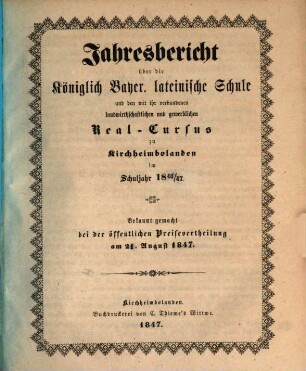 Jahresbericht
über die
Königlich Bayer. lateinische Schule
und den mit ihr verbundenen
landwirthschaftlichen und gewerblichen
Real-Cursus
zu
Kirchheimbolanden
im
Schuljahr 1846/47.
Bekannt gemacht
bei der öffentlichen Preisevertheilung
am 21. August 1847.
Kirchheimbolanden.
Buchdruckerei von C. Thieme's Wittwe.
1847.